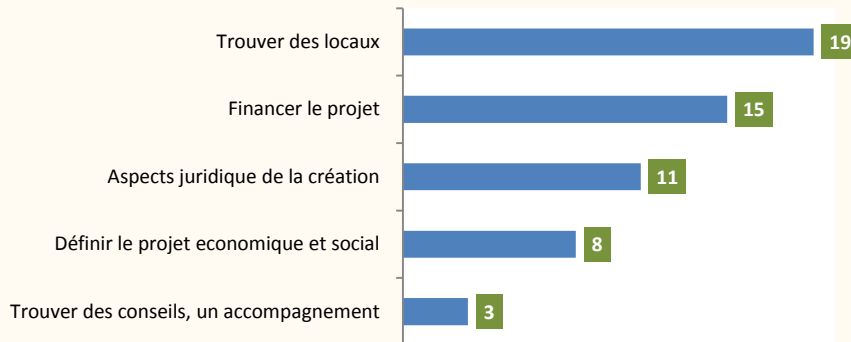 Trouver des locaux 19
Financer le projet 15
Aspects juridique de la création 11
Définir le projet economique et social 8
Trouver des conseils, un accompagnement 3